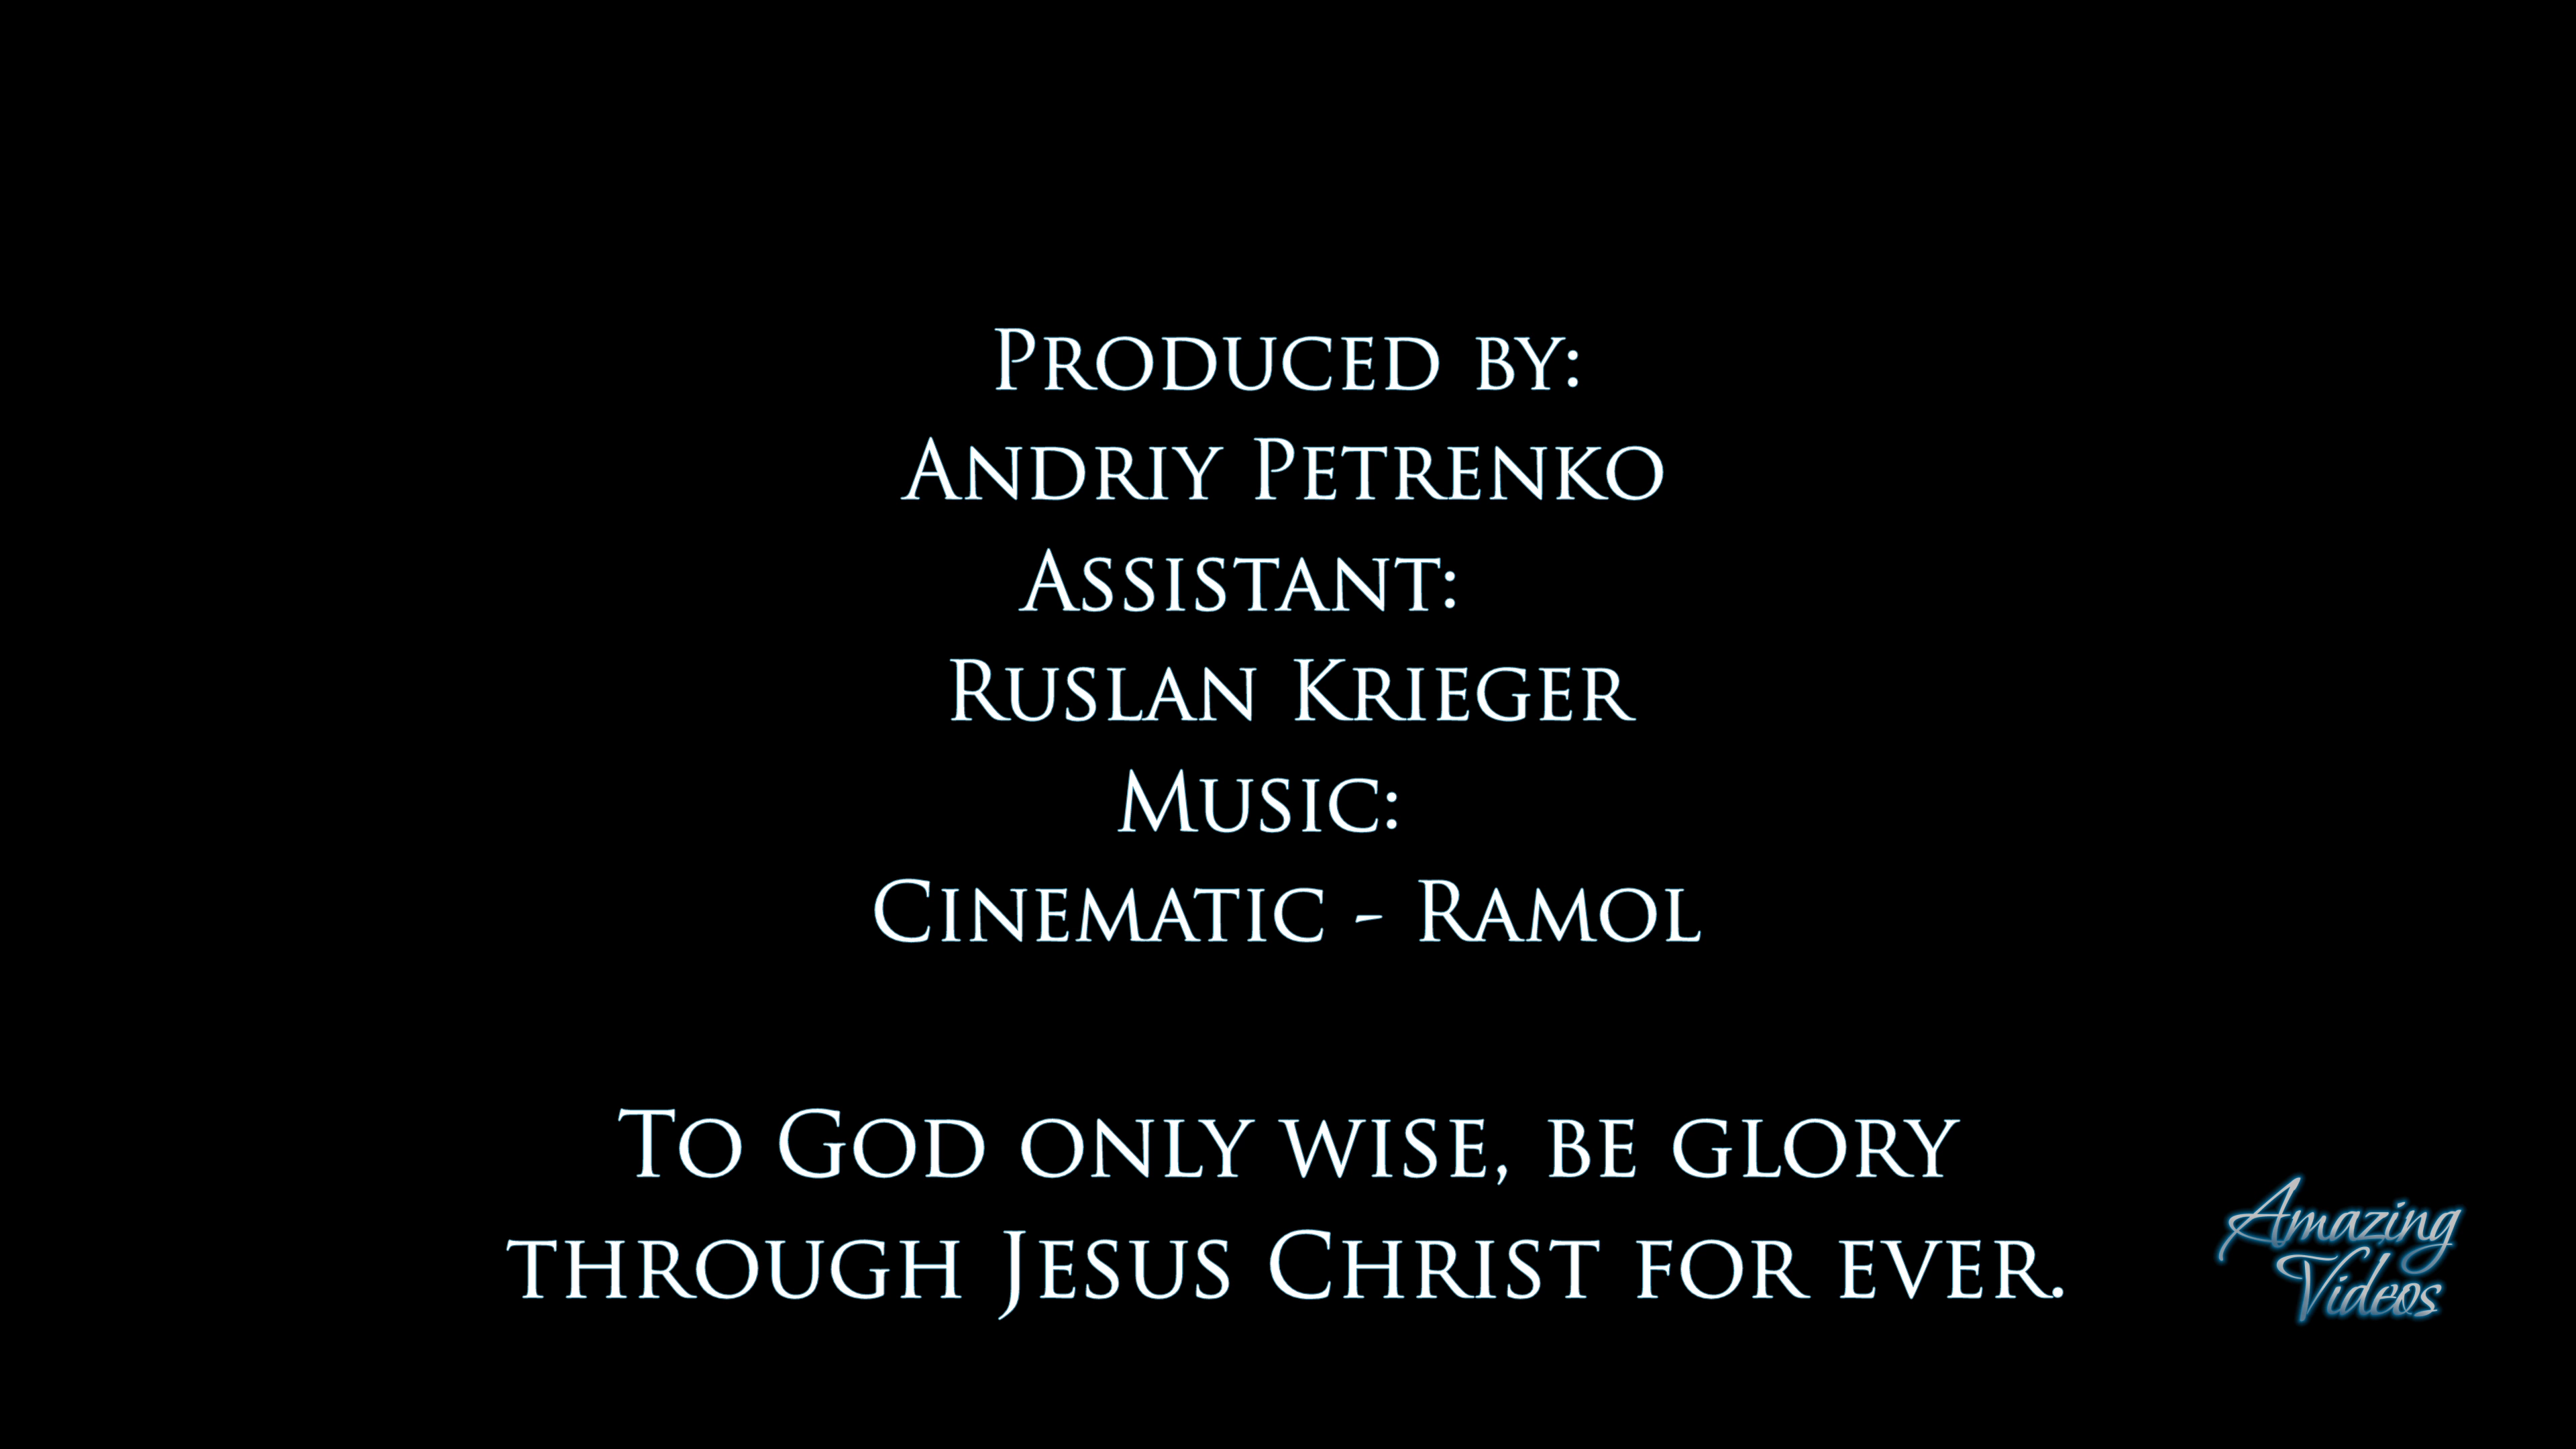 Produced by:
Andriy Petrenko
Assistant:
Ruslan Krieger
Music:
Cinematic - Ramol
To God only wise, be glory
through Jesus Christ for ever.
Amazing
Videos